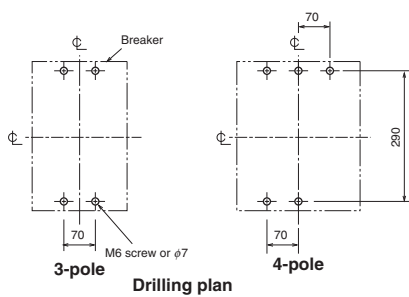 70
℄
Breaker
℄
℄
℄
290
70
M6 screw or φ7
70
3-pole
4-pole
Drilling plan